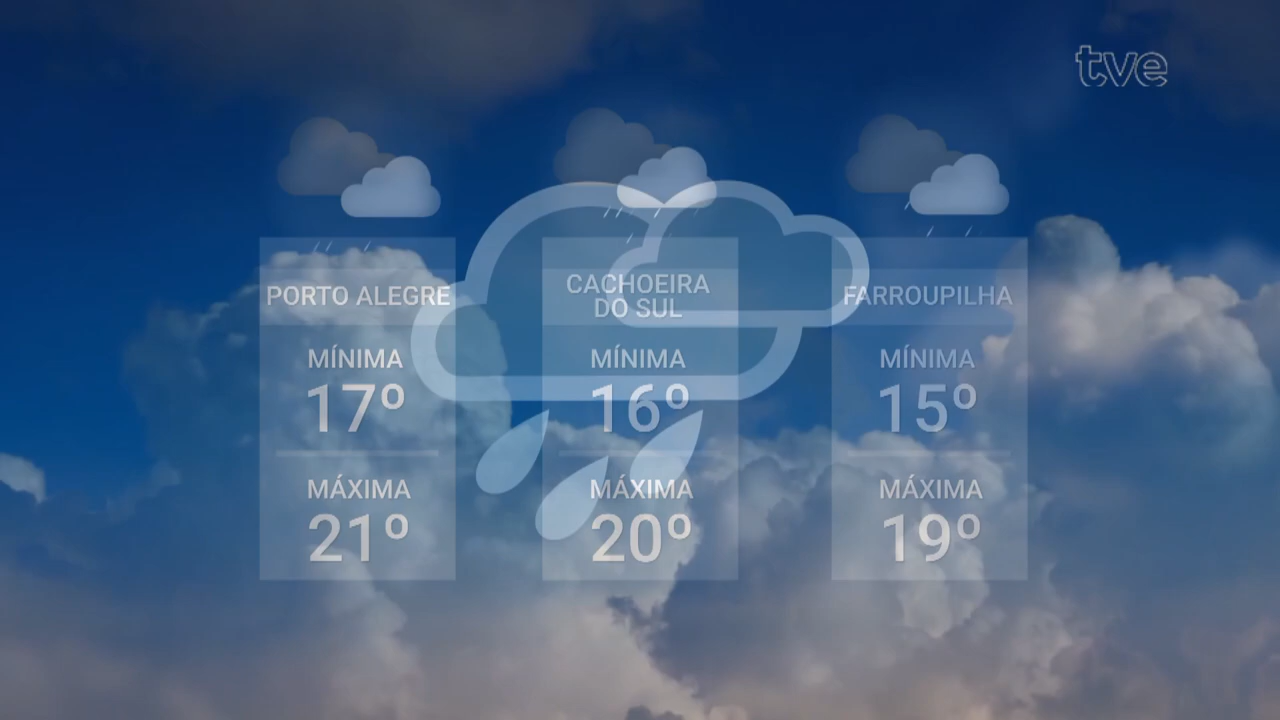 tve
PORTO ALEGRE
MÍNIMA
17º
MÁXIMA
21º
CACHOEIRA
DO SUL
MÍNIMA
16º
MÁXIMA
20º
FARROUPILHA
MÍNIMA
15º
MÁXIMA
19º